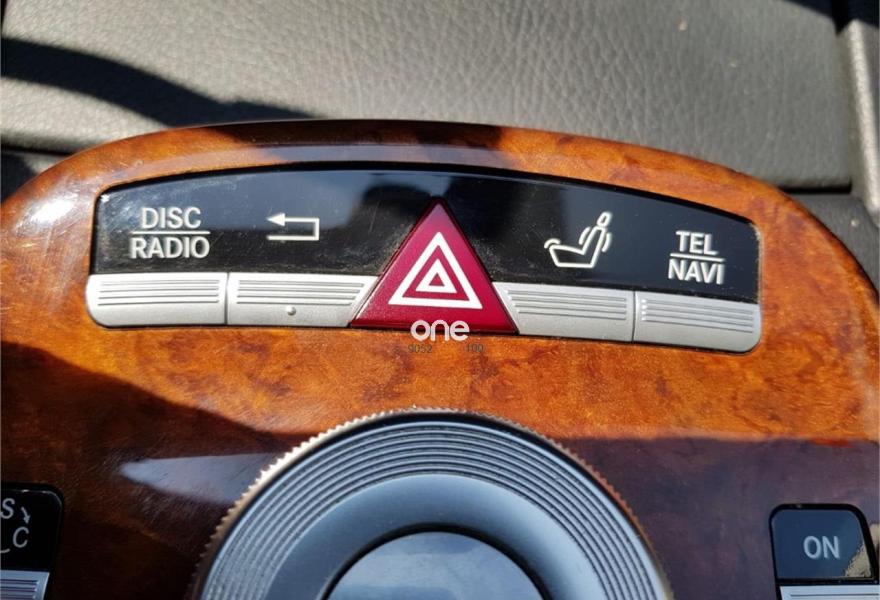 DISC
RADIO
TEL
NAVI
one
9052 100
S
C
ON